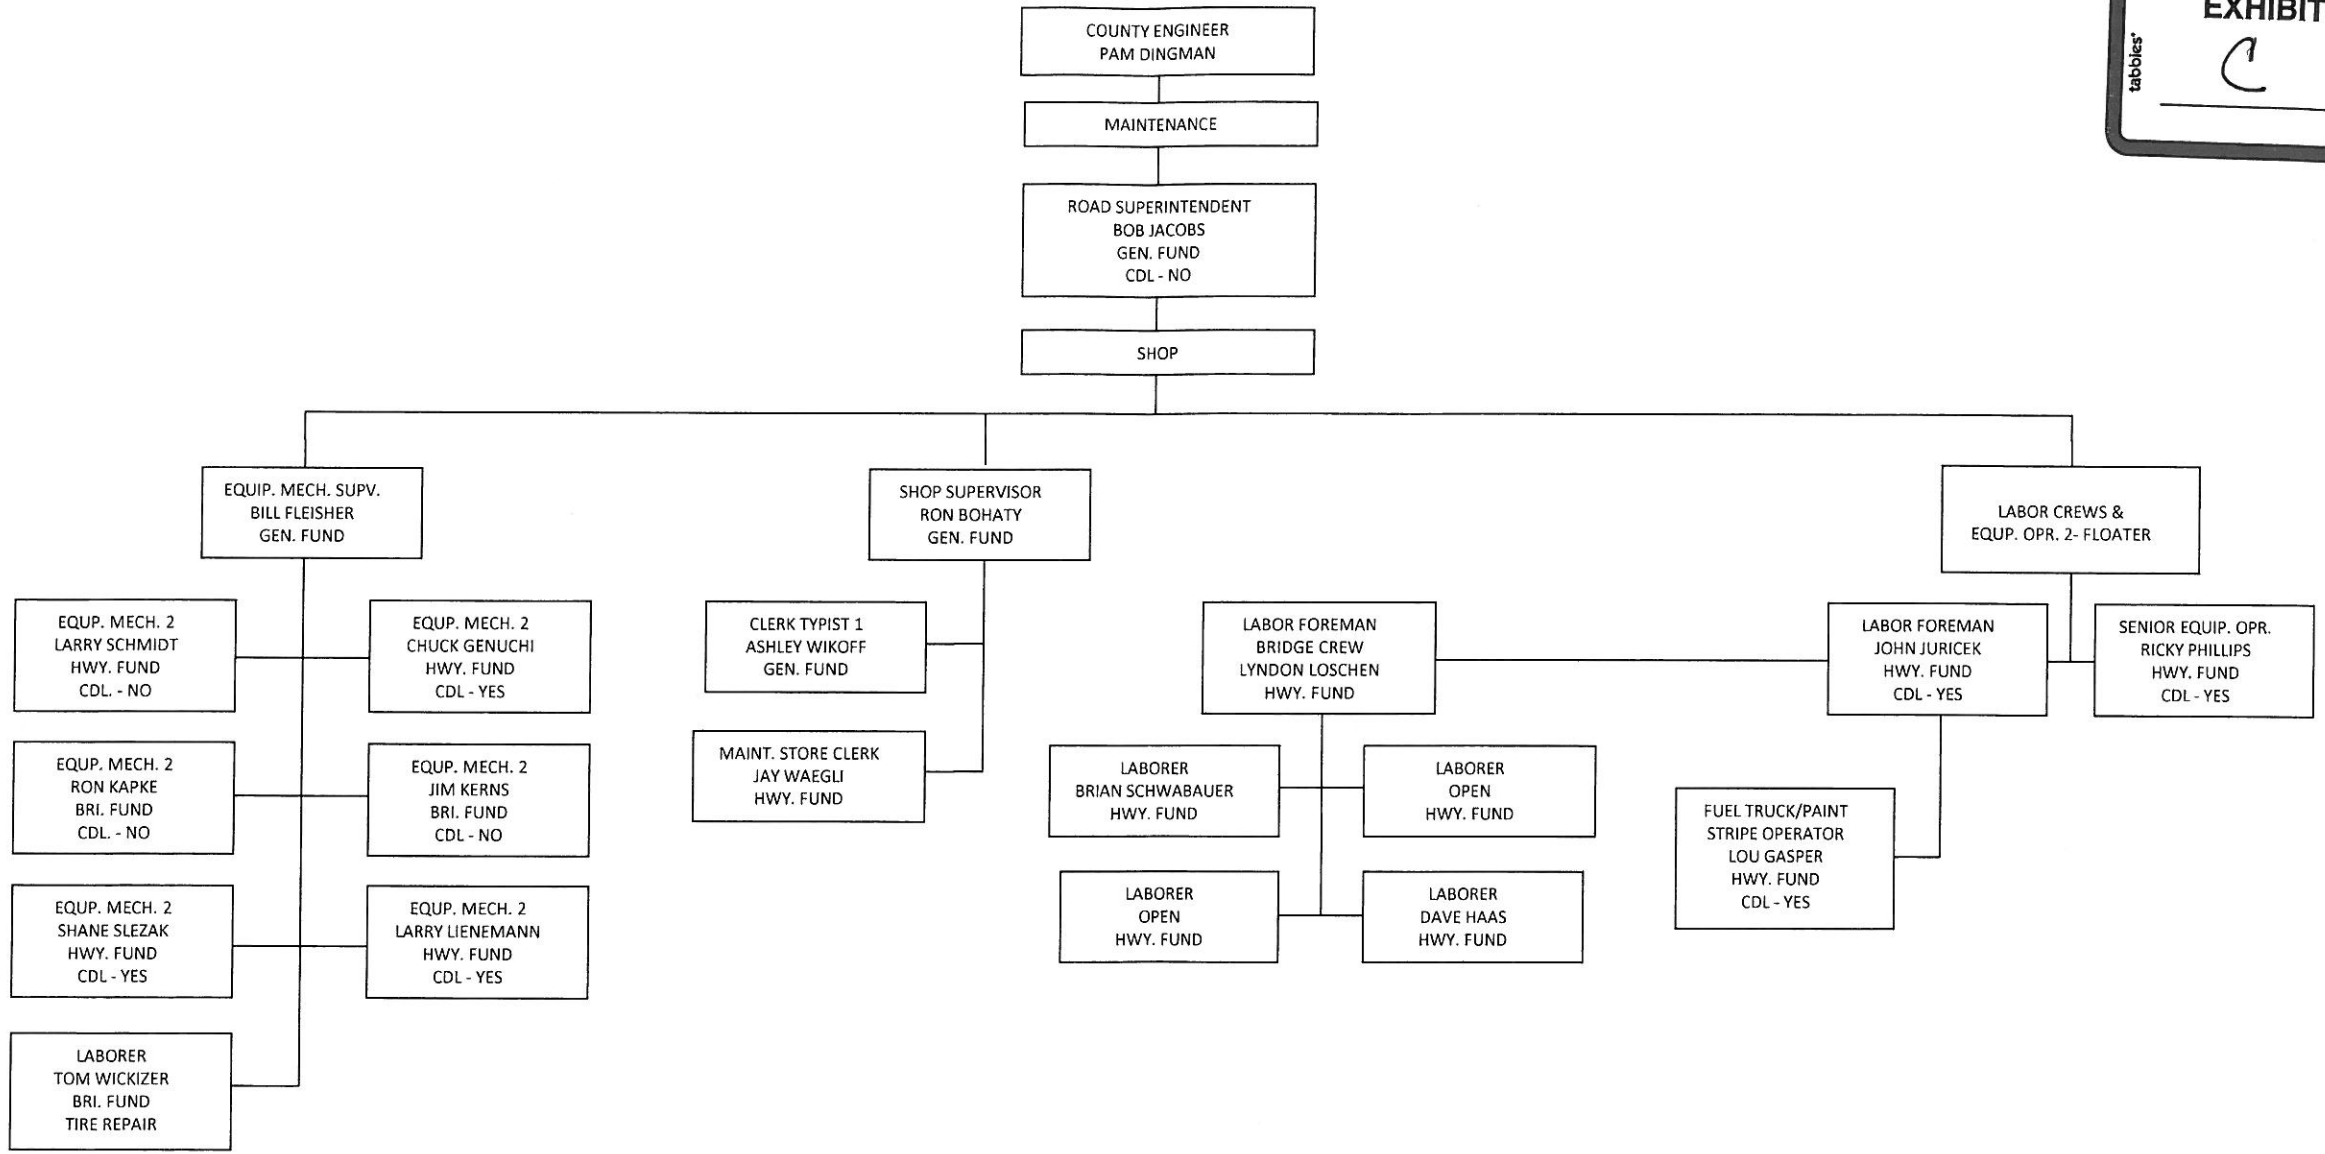 EXHIBIT
tabbies'
C
COUNTY ENGINEER
PAM DINGMAN
MAINTENANCE
ROAD SUPERINTENDENT
BOB JACOBS
GEN. FUND
CDL - NO
SHOP
EQUIP. MECH. SUPV.
BILL FLEISHER
GEN. FUND
SHOP SUPERVISOR
RON BOHATY
GEN. FUND
LABOR CREWS &
EQUP. OPR. 2- FLOATER
EQUP. MECH. 2
LARRY SCHMIDT
HWY. FUND
CDL. - NO
EQUP. MECH. 2
CHUCK GENUCHI
HWY. FUND
CDL - YES
CLERK TYPIST 1
ASHLEY WIKOFF
GEN. FUND
LABOR FOREMAN
BRIDGE CREW
LYNDON LOSCHEN
HWY. FUND
LABOR FOREMAN
JOHN JURICEK
HWY. FUND
CDL - YES
SENIOR EQUIP. OPR.
RICKY PHILLIPS
HWY. FUND
CDL - YES
EQUP. MECH. 2
RON KAPKE
BRI. FUND
CDL. - NO
EQUP. MECH. 2
JIM KERNS
BRI. FUND
CDL - NO
MAINT. STORE CLERK
JAY WAEGLI
HWY. FUND
LABORER
BRIAN SCHWABAUER
HWY. FUND
LABORER
OPEN
HWY. FUND
FUEL TRUCK/PAINT
STRIPE OPERATOR
LOU GASPER
HWY. FUND
CDL - YES
EQUP. MECH. 2
SHANE SLEZAK
HWY. FUND
CDL - YES
EQUP. MECH. 2
LARRY LIENEMANN
HWY. FUND
CDL - YES
LABORER
OPEN
HWY. FUND
LABORER
DAVE HAAS
HWY. FUND
LABORER
TOM WICKIZER
BRI. FUND
TIRE REPAIR